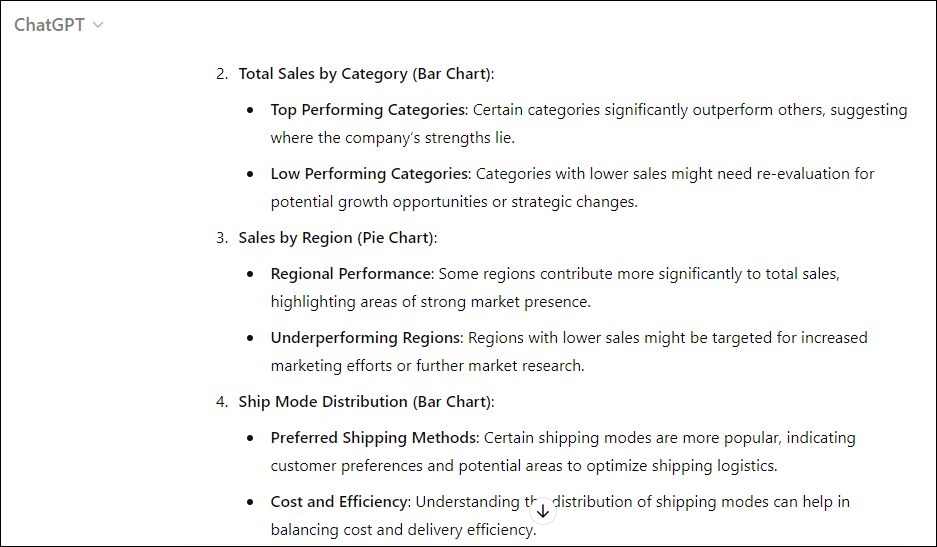 ChatGPT
2. Total Sales by Category (Bar Chart):
• Top Performing Categories: Certain categories significantly outperform others, suggesting
where the company’s strengths lie.
• Low Performing Categories: Categories with lower sales might need re-evaluation for
potential growth opportunities or strategic changes.
3. Sales by Region (Pie Chart):
• Regional Performance: Some regions contribute more significantly to total sales,
highlighting areas of strong market presence.
• Underperforming Regions: Regions with lower sales might be targeted for increased
marketing efforts or further market research.
4. Ship Mode Distribution (Bar Chart):
• Preferred Shipping Methods: Certain shipping modes are more popular, indicating
customer preferences and potential areas to optimize shipping logistics.
• Cost and Efficiency: Understanding the distribution of shipping modes can help in
balancing cost and delivery efficiency.